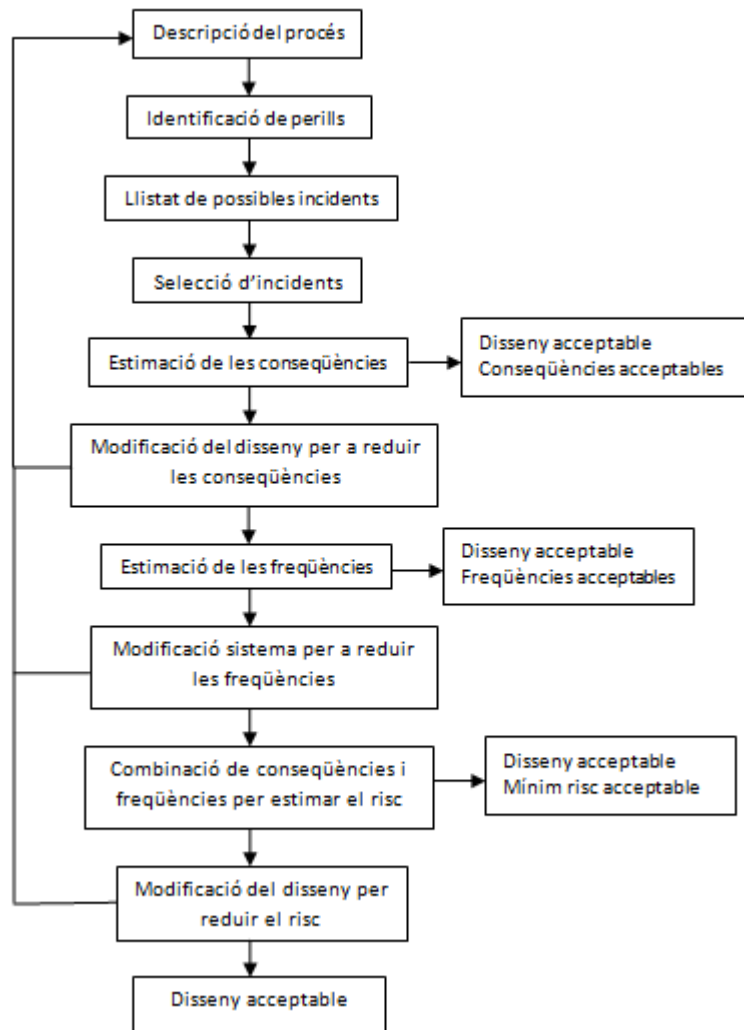 Descripció del procés
Identificació de perills
Llistat de possibles incidents
Selecció d'incidents
Estimació de les conseqüències
Disseny acceptable
Conseqüències acceptables
Modificació del disseny per a reduir
les conseqüències
Estimació de les freqüències
Disseny acceptable
Freqüències acceptables
Modificació sistema per a reduir
les freqüències
Combinació de conseqüències i
freqüències per estimar el risc
Disseny acceptable
Mínim risc acceptable
Modificació del disseny per
reduir el risc
Disseny acceptable